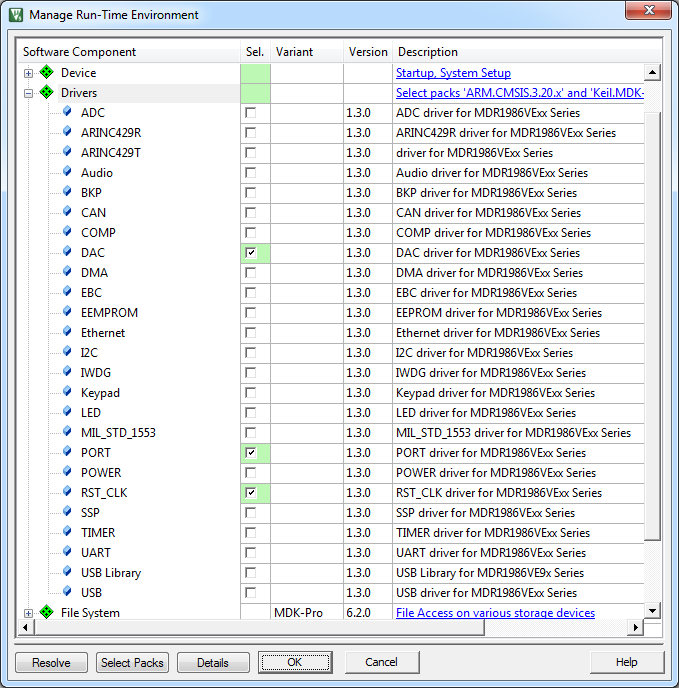 Manage Run-Time Environment
Software Component Sel. Variant Version Description
Device Startup, System Setup
Drivers Select packs 'ARM.CMSIS.3.20.x' and 'Keil.MDK-
ADC 1.3.0 ADC driver for MDR1986VExx Series
ARINC429R 1.3.0 ARINC429R driver for MDR1986VExx Series
ARINC429T 1.3.0 driver for MDR1986VExx Series
Audio 1.3.0 Audio driver for MDR1986VExx Series
BKP 1.3.0 BKP driver for MDR1986VExx Series
CAN 1.3.0 CAN driver for MDR1986VExx Series
COMP 1.3.0 COMP driver for MDR1986VExx Series
DAC 1.3.0 DAC driver for MDR1986VExx Series
DMA 1.3.0 DMA driver for MDR1986VExx Series
EBC 1.3.0 EBC driver for MDR1986VExx Series
EEMPROM 1.3.0 EEPROM driver for MDR1986VExx Series
Ethernet 1.3.0 Ethernet driver for MDR1986VExx Series
I2C 1.3.0 I2C driver for MDR1986VExx Series
IWDG 1.3.0 IWDG driver for MDR1986VExx Series
Keypad 1.3.0 Keypad driver for MDR1986VExx Series
LED 1.3.0 LED driver for MDR1986VExx Series
MIL_STD_1553 1.3.0 MIL_STD_1553 driver for MDR1986VExx Series
PORT 1.3.0 PORT driver for MDR1986VExx Series
POWER 1.3.0 POWER driver for MDR1986VExx Series
RST_CLK 1.3.0 RST_CLK driver for MDR1986VExx Series
SSP 1.3.0 SSP driver for MDR1986VExx Series
TIMER 1.3.0 TIMER driver for MDR1986VExx Series
UART 1.3.0 UART driver for MDR1986VExx Series
USB Library 1.3.0 USB Library for MDR1986VE9x Series
USB 1.3.0 USB driver for MDR1986VExx Series
File System MDK-Pro 6.2.0 File Access on various storage devices
Resolve Select Packs Details OK Cancel Help